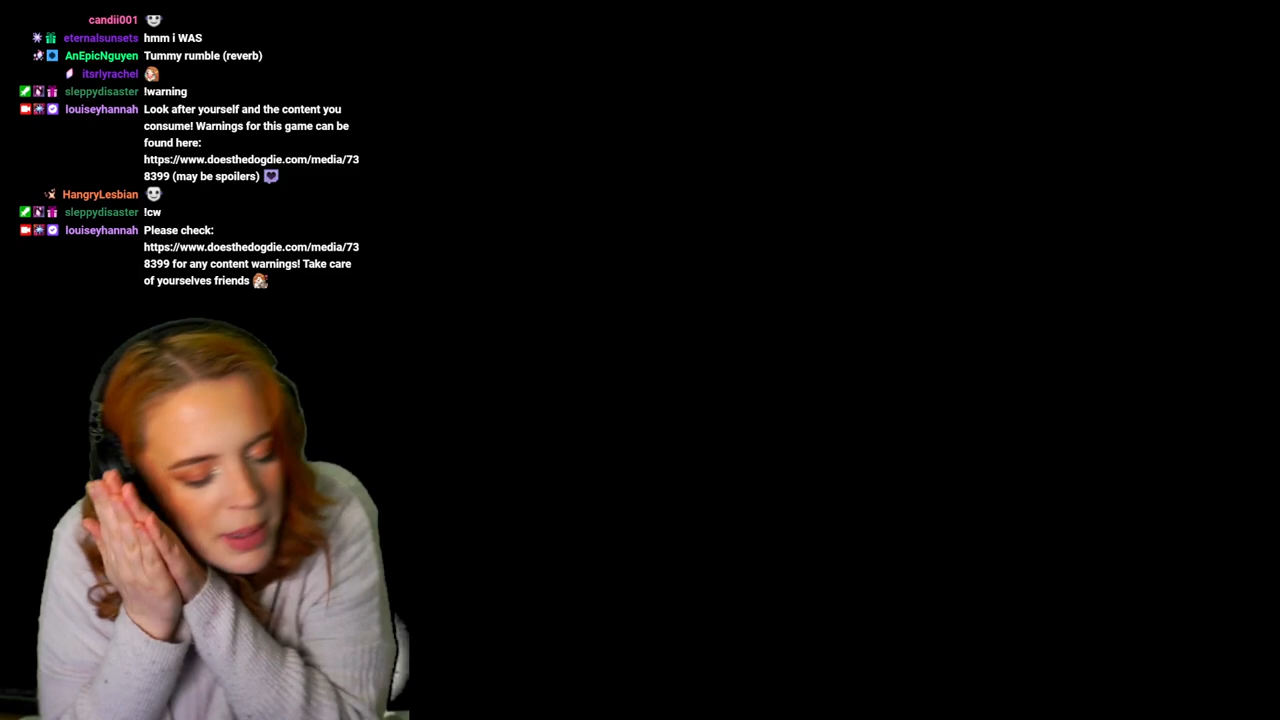 candii001
eternalsunsets hmm i WAS
AnEpicNguyen Tummy rumble (reverb)
itsrlyrachel
sleppydisaster !warning
louiseyhannah Look after yourself and the content you
consume! Warnings for this game can be
found here:
https://www.doesthedogdie.com/media/73
8399 (may be spoilers)
HangryLesbian
sleppydisaster !cw
louiseyhannah Please check:
https://www.doesthedogdie.com/media/73
8399 for any content warnings! Take care
of yourselves friends